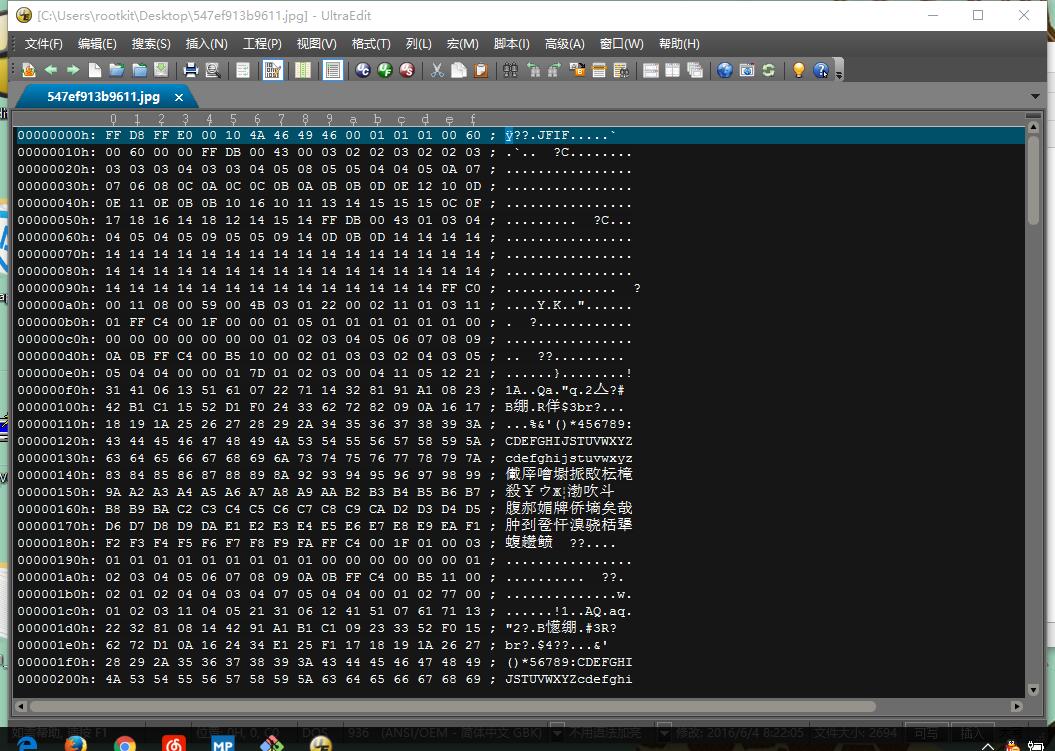 [C:\Users\rootkit\Desktop\547ef913b9611.jpg] - UltraEdit
文件(F) 编辑(E) 搜索(S) 插入(N) 工程(P) 视图(V) 格式(T) 列(L) 宏(M) 脚本(I) 高级(A) 窗口(W) 帮助(H)
547ef913b9611.jpg
0 1 2 3 4 5 6 7 8 9 a b c d e f
00000000h: FF D8 FF E0 00 10 4A 46 49 46 00 01 01 01 00 60 ; ÿ??.JFIF.....`
00000010h: 00 60 00 00 FF DB 00 43 00 03 02 02 03 02 02 03 ; .`.. ?C........
00000020h: 03 03 03 04 03 03 04 05 08 05 05 04 04 05 0A 07 ; ................
00000030h: 07 06 08 0C 0A 0C 0C 0B 0A 0B 0B 0D 0E 12 10 0D ; ................
00000040h: 0E 11 0E 0B 0B 10 16 10 11 13 14 15 15 15 0C 0F ; ................
00000050h: 17 18 16 14 18 12 14 15 14 FF DB 00 43 01 03 04 ; ......... ?C...
00000060h: 04 05 04 05 09 05 05 09 14 0D 0B 0D 14 14 14 14 ; ................
00000070h: 14 14 14 14 14 14 14 14 14 14 14 14 14 14 14 14 ; ................
00000080h: 14 14 14 14 14 14 14 14 14 14 14 14 14 14 14 14 ; ................
00000090h: 14 14 14 14 14 14 14 14 14 14 14 14 14 14 FF C0 ; .............. ?
000000a0h: 00 11 08 00 59 00 4B 03 01 22 00 02 11 01 03 11 ; ....Y.K.."......
000000b0h: 01 FF C4 00 1F 00 00 01 05 01 01 01 01 01 01 00 ; . ?............
000000c0h: 00 00 00 00 00 00 00 01 02 03 04 05 06 07 08 09 ; ................
000000d0h: 0A 0B FF C4 00 B5 10 00 02 01 03 03 02 04 03 05 ; .. ??.........
000000e0h: 05 04 04 00 00 01 7D 01 02 03 00 04 11 05 12 21 ; ......}........!
000000f0h: 31 41 06 13 51 61 07 22 71 14 32 81 91 A1 08 23 ; 1A..Qa."q.2亼?#
00000100h: 42 B1 C1 15 52 D1 F0 24 33 62 72 82 09 0A 16 17 ; B绷.R佯$3br?...
00000110h: 18 19 1A 25 26 27 28 29 2A 34 35 36 37 38 39 3A ; ...%&'()*456789:
00000120h: 43 44 45 46 47 48 49 4A 53 54 55 56 57 58 59 5A ; CDEFGHIJSTUVWXYZ
00000130h: 63 64 65 66 67 68 69 6A 73 74 75 76 77 78 79 7A ; cdefghijstuvwxyz
00000140h: 83 84 85 86 87 88 89 8A 92 93 94 95 96 97 98 99
00000150h: 9A A2 A3 A4 A5 A6 A7 A8 A9 AA B2 B3 B4 B5 B6 B7
00000160h: B8 B9 BA C2 C3 C4 C5 C6 C7 C8 C9 CA D2 D3 D4 D5 ; 腹郝媚牌侨墒矣哉
00000170h: D6 D7 D8 D9 DA E1 E2 E3 E4 E5 E6 E7 E8 E9 EA F1
00000180h: F2 F3 F4 F5 F6 F7 F8 F9 FA FF C4 00 1F 01 00 03
00000190h: 01 01 01 01 01 01 01 01 01 00 00 00 00 00 00 01 ; ................
000001a0h: 02 03 04 05 06 07 08 09 0A 0B FF C4 00 B5 11 00 ; .......... ??.
000001b0h: 02 01 02 04 04 03 04 07 05 04 04 00 01 02 77 00 ; ..............w.
000001c0h: 01 02 03 11 04 05 21 31 06 12 41 51 07 61 71 13 ; ......!1..AQ.aq.
000001d0h: 22 32 81 08 14 42 91 A1 B1 C1 09 23 33 52 F0 15 ; "2?.B憽绷.#3R?
000001e0h: 62 72 D1 0A 16 24 34 E1 25 F1 17 18 19 1A 26 27 ; br?.$4??...&'
000001f0h: 28 29 2A 35 36 37 38 39 3A 43 44 45 46 47 48 49 ; ()*56789:CDEFGHI
00000200h: 4A 53 54 55 56 57 58 59 5A 63 64 65 66 67 68 69 ; JSTUVWXYZcdefghi
如需帮助, 请按 F1 DOS 936 (ANSI/OEM - 简体中文 GBK) 不用语法加亮 修改: 2016/6/4 8:22:05 文件大小: 2694 可写 插入
MP